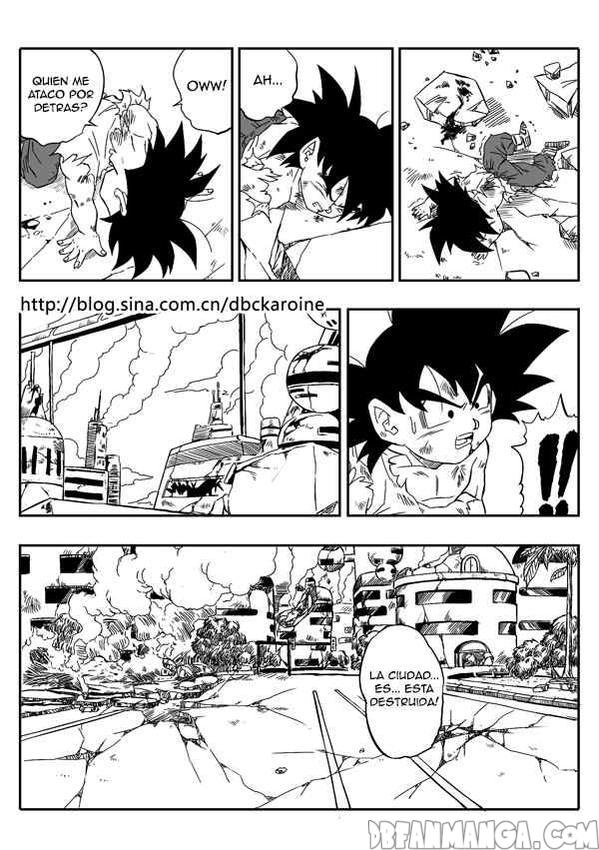 AH...
OWW!
QUIEN ME
ATACO POR
DETRAS?
http://blog.sina.com.cn/dbckaroine
!!
LA CIUDAD...
ES... ESTA
DESTRUIDA!
DBFANMANGA.COM